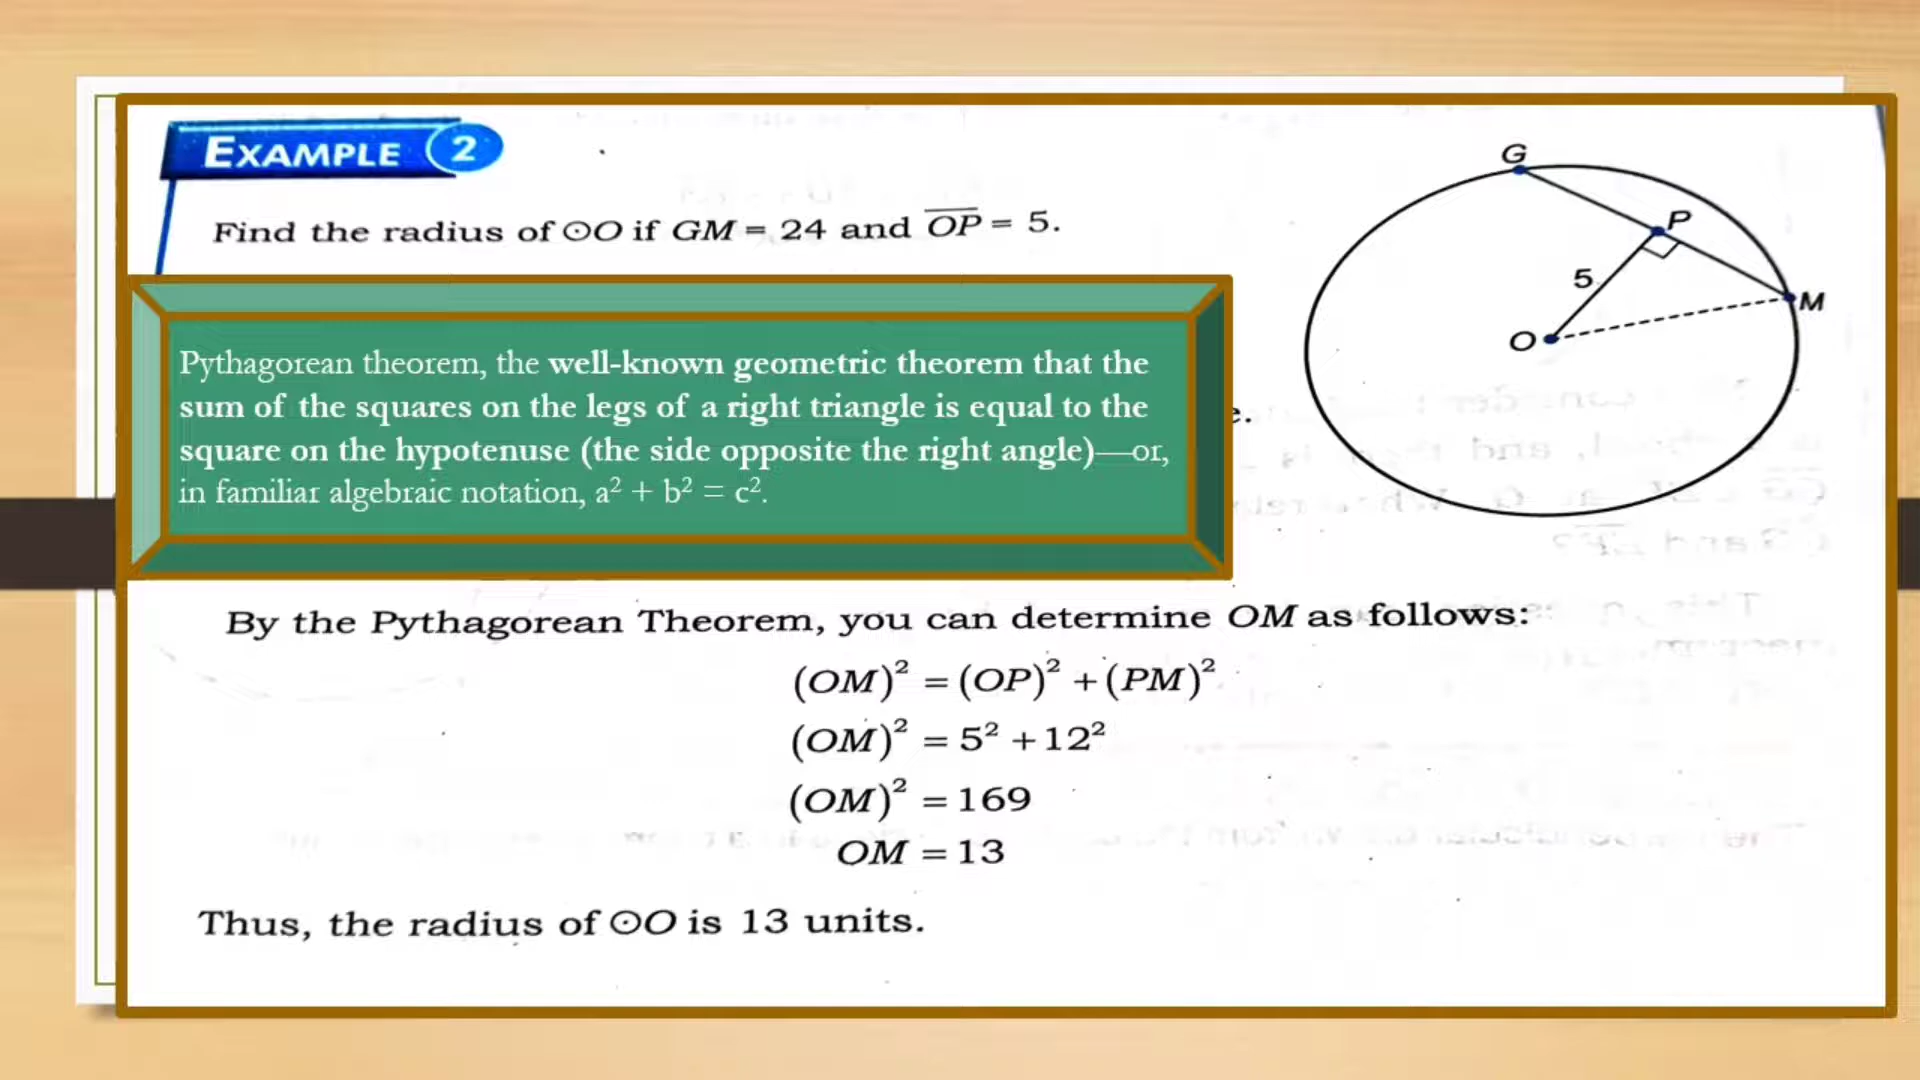 EXAMPLE 2
Find the radius of ⊙O if GM = 24 and \overline{OP} = 5.
G
P
5
M
O
Pythagorean theorem, the well-known geometric theorem that the
sum of the squares on the legs of a right triangle is equal to the
square on the hypotenuse (the side opposite the right angle)—or,
in familiar algebraic notation, a² + b² = c².
e.
By the Pythagorean Theorem, you can determine OM as follows:
(OM)² = (OP)² + (PM)²
(OM)² = 5² + 12²
(OM)² = 169
OM = 13
Thus, the radius of ⊙O is 13 units.